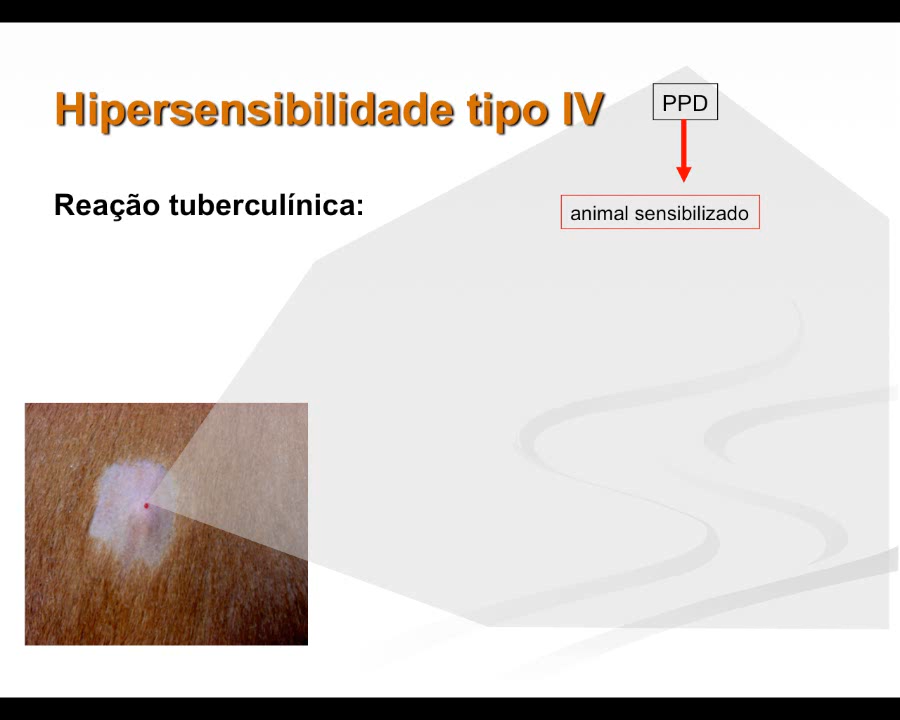 Hipersensibilidade tipo IV
PPD
Reação tuberculínica:
animal sensibilizado